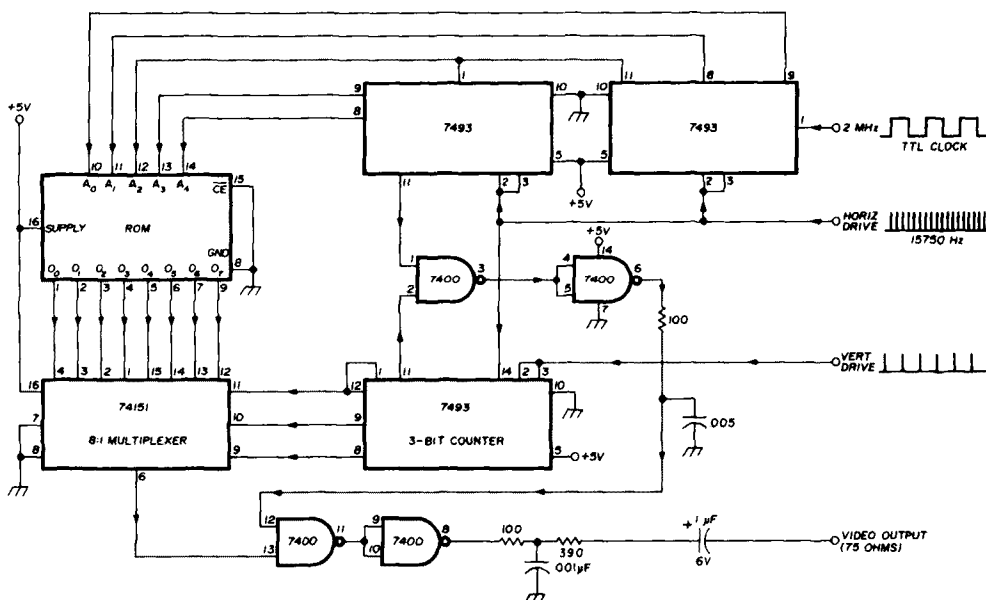 9
8
1
11
9
+5V
9
8
10
7493
5
11
2
3
10
7493
5
1
2
3
2 MHz
TTL CLOCK
+5V
10
11
12
13
14
A0
A1
A2
A3
A4
CE
15
16
SUPPLY
ROM
GND
8
O0
O1
O2
O3
O4
O5
O6
O7
1
2
3
4
5
6
7
9
HORIZ
DRIVE
15750 Hz
1
2
7400
3
+5V
14
4
5
7400
6
7
100
4
3
2
1
15
14
13
12
16
74151
8:1 MULTIPLEXER
7
8
11
10
9
6
1
11
14
2
3
12
7493
10
9
3-BIT COUNTER
8
5
+5V
VERT
DRIVE
005
12
13
7400
11
9
10
7400
8
100
001µF
390
+ 1 µF
6V
VIDEO OUTPUT
(75 OHMS)